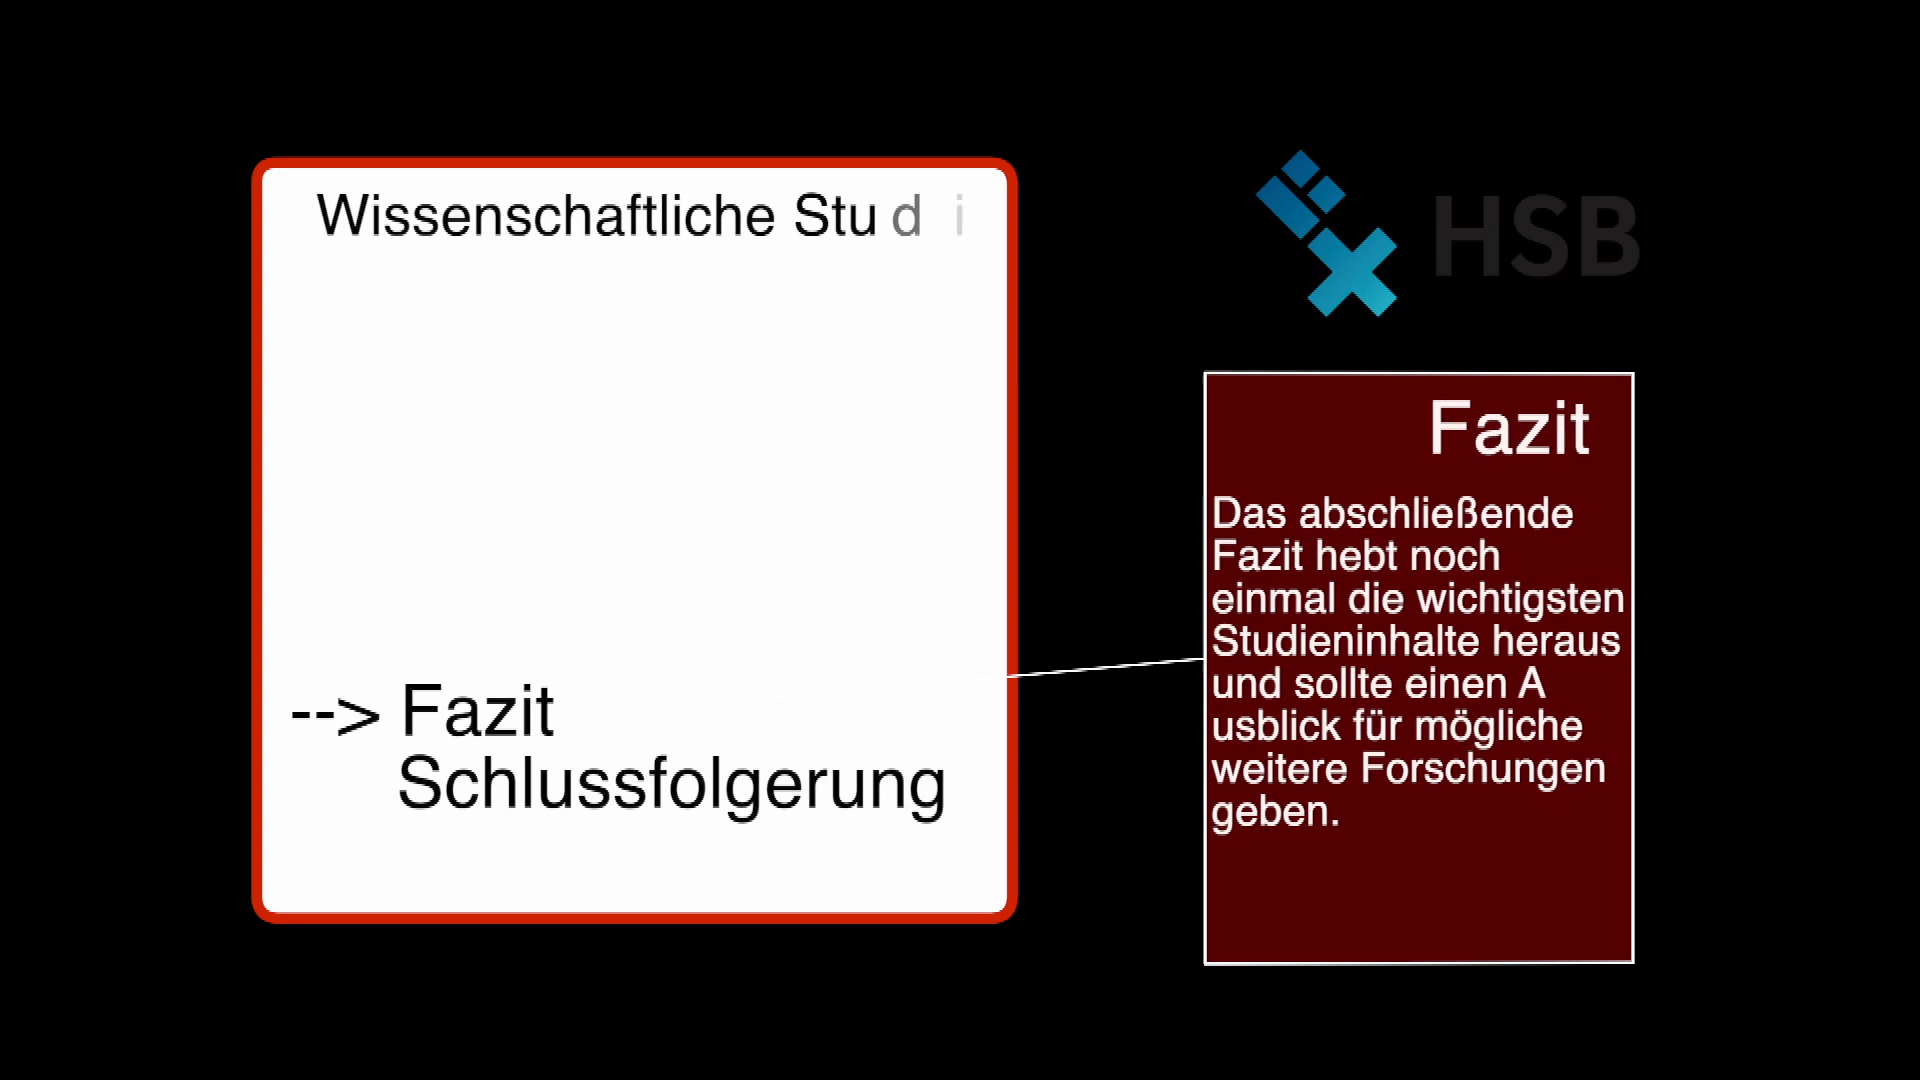 Wissenschaftliche Stu d i
HSB
--> Fazit
Schlussfolgerung
Fazit
Das abschließende
Fazit hebt noch
einmal die wichtigsten
Studieninhalte heraus
und sollte einen A
usblick für mögliche
weitere Forschungen
geben.